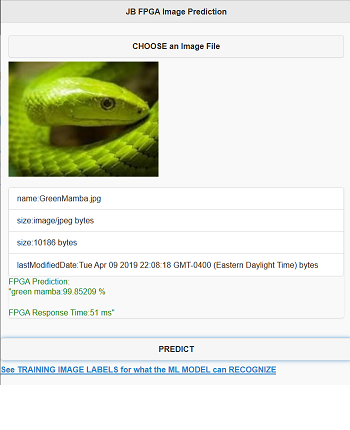 JB FPGA Image Prediction
CHOOSE an Image File
name:GreenMamba.jpg
size:image/jpeg bytes
size:10186 bytes
lastModifiedDate:Tue Apr 09 2019 22:08:18 GMT-0400 (Eastern Daylight Time) bytes
FPGA Prediction:
"green mamba:99.85209 %
FPGA Response Time:51 ms"
PREDICT
See TRAINING IMAGE LABELS for what the ML MODEL can RECOGNIZE